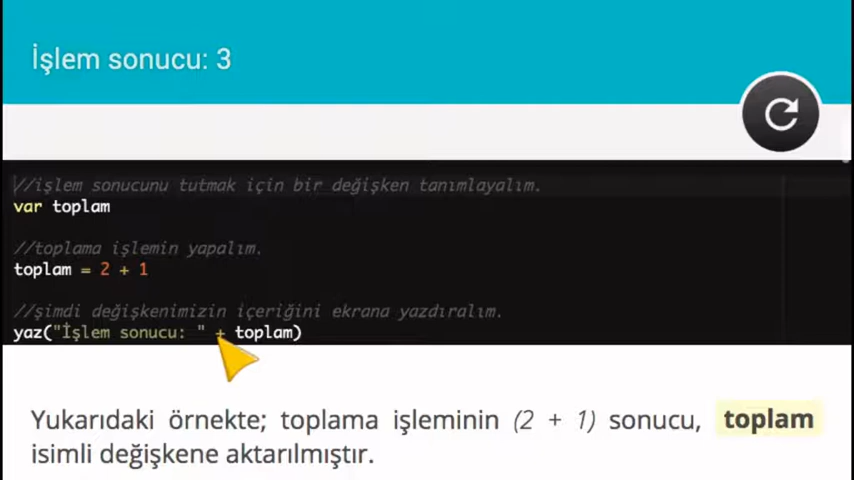 İşlem sonucu: 3
//işlem sonucunu tutmak için bir değişken tanımlayalım.
var toplam
//toplama işlemin yapalım.
toplam = 2 + 1
//şimdi değişkenimizin içeriğini ekrana yazdıralım.
yaz("İşlem sonucu: " + toplam)
Yukarıdaki örnekte; toplama işleminin (2 + 1) sonucu, toplam
isimli değişkene aktarılmıştır.